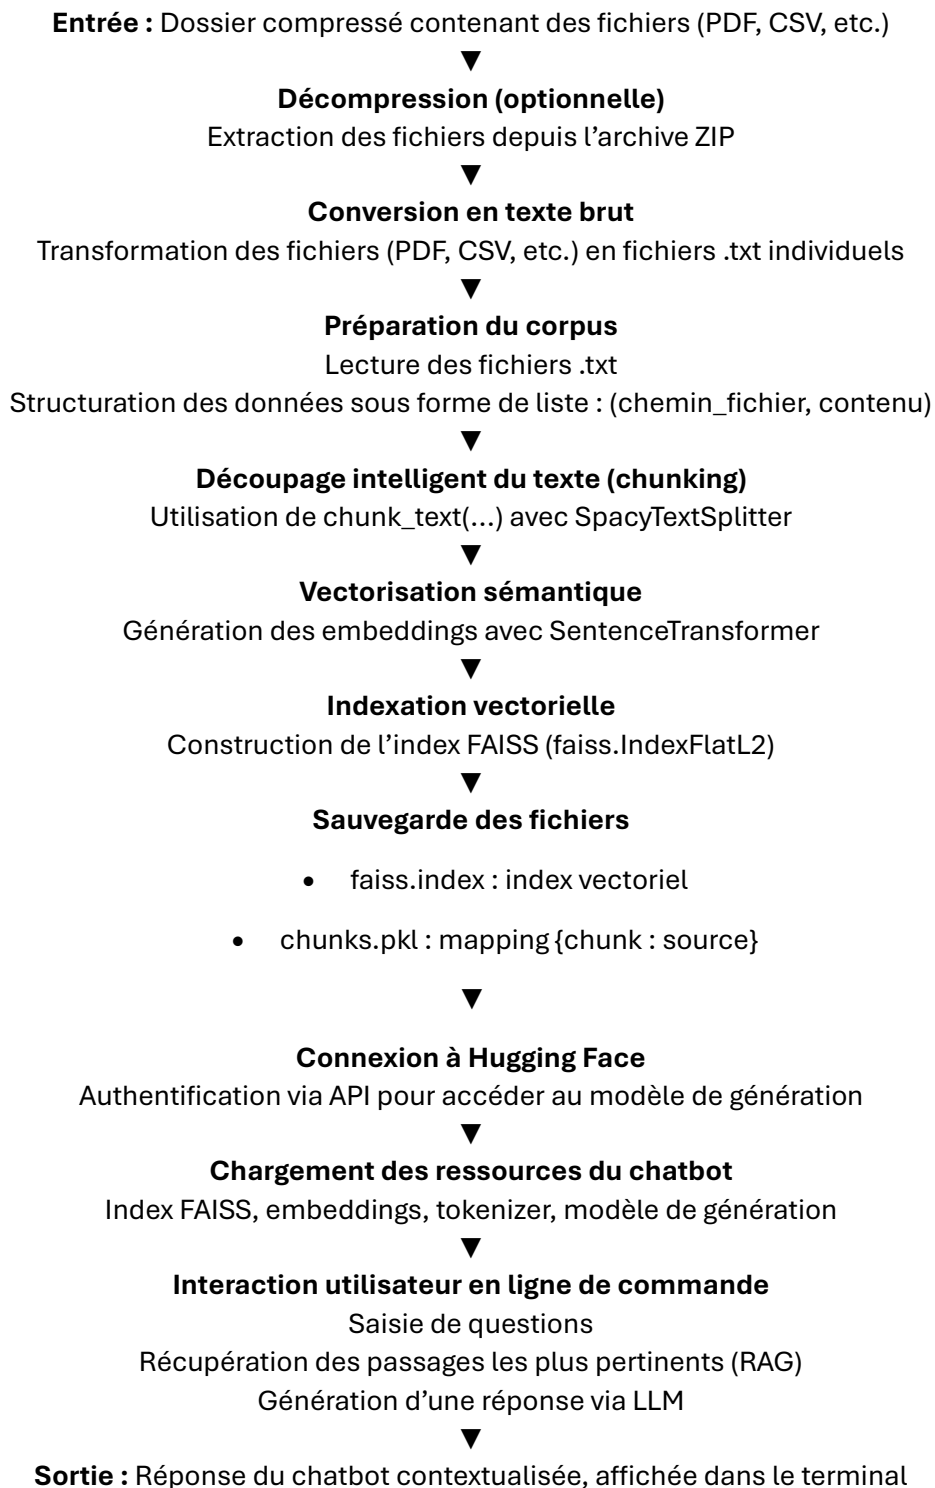 Entrée : Dossier compressé contenant des fichiers (PDF, CSV, etc.)
▼
Décompression (optionnelle)
Extraction des fichiers depuis l’archive ZIP
▼
Conversion en texte brut
Transformation des fichiers (PDF, CSV, etc.) en fichiers .txt individuels
▼
Préparation du corpus
Lecture des fichiers .txt
Structuration des données sous forme de liste : (chemin_fichier, contenu)
▼
Découpage intelligent du texte (chunking)
Utilisation de chunk_text(...) avec SpacyTextSplitter
▼
Vectorisation sémantique
Génération des embeddings avec SentenceTransformer
▼
Indexation vectorielle
Construction de l’index FAISS (faiss.IndexFlatL2)
▼
Sauvegarde des fichiers
• faiss.index : index vectoriel
• chunks.pkl : mapping {chunk : source}
▼
Connexion à Hugging Face
Authentification via API pour accéder au modèle de génération
▼
Chargement des ressources du chatbot
Index FAISS, embeddings, tokenizer, modèle de génération
▼
Interaction utilisateur en ligne de commande
Saisie de questions
Récupération des passages les plus pertinents (RAG)
Génération d’une réponse via LLM
▼
Sortie : Réponse du chatbot contextualisée, affichée dans le terminal